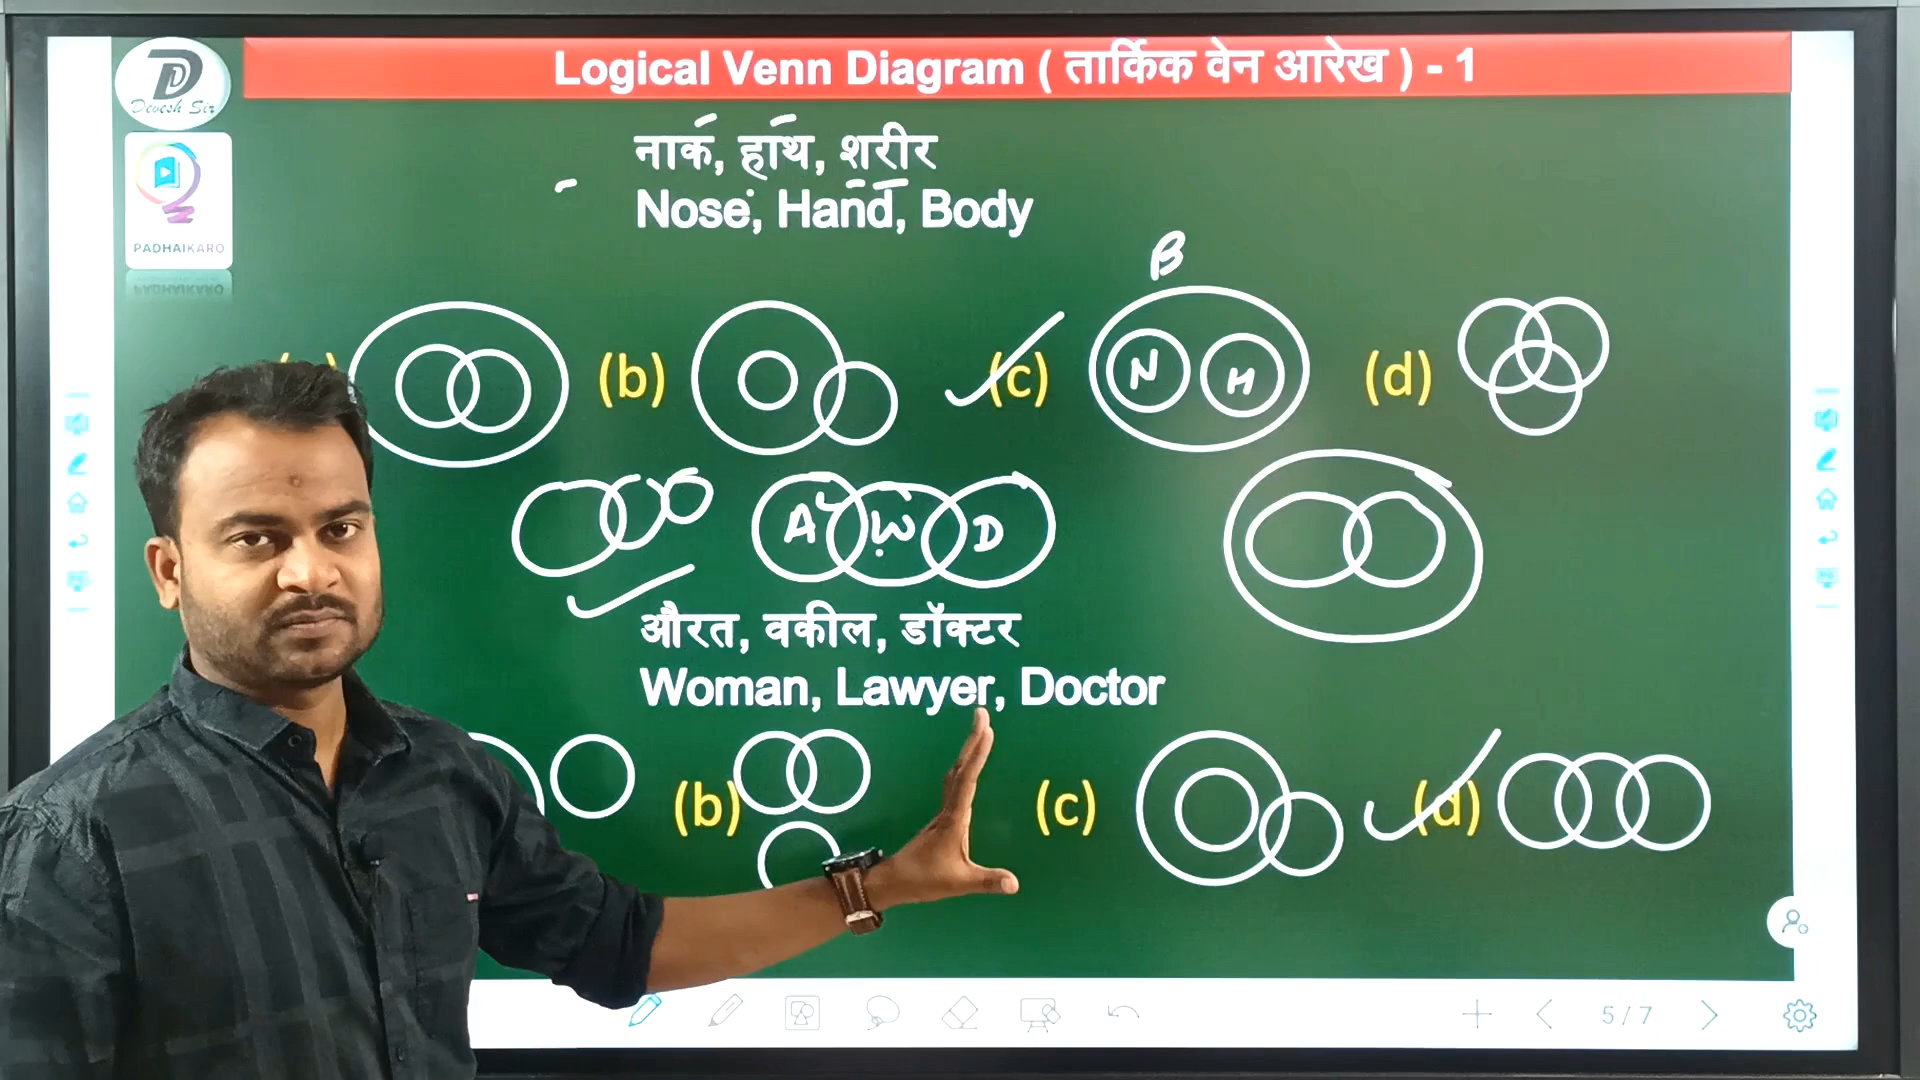 Logical Venn Diagram ( तार्किक वेन आरेख ) - 1
D
Devesh Sir
PADHAIKARO
नाक, हाथ, शरीर
Nose, Hand, Body
B
(b)
(c)
N
H
(d)
A
W
D
औरत, वकील, डॉक्टर
Woman, Lawyer, Doctor
(b)
(c)
(d)
5 / 7